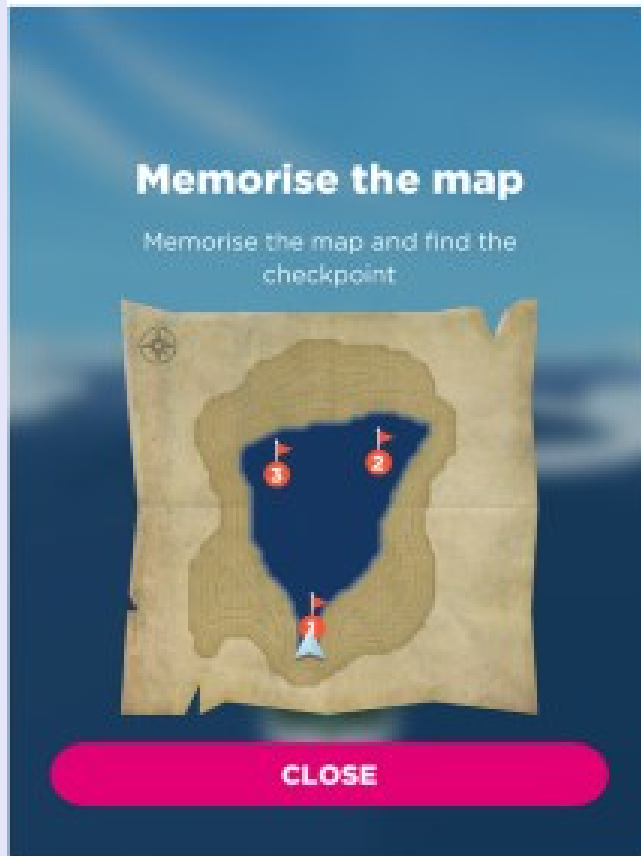 Memorise the map
Memorise the map and find the
checkpoint
3
2
1
CLOSE